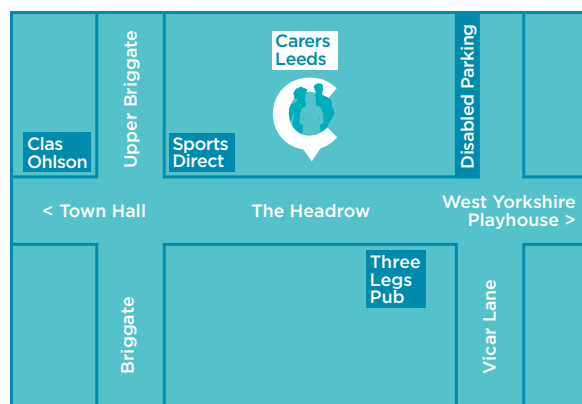 Carers
Leeds
Upper Briggate
Disabled Parking
Clas
Ohlson
Sports
Direct
< Town Hall
The Headrow
West Yorkshire
Playhouse >
Three
Legs
Pub
Briggate
Vicar Lane